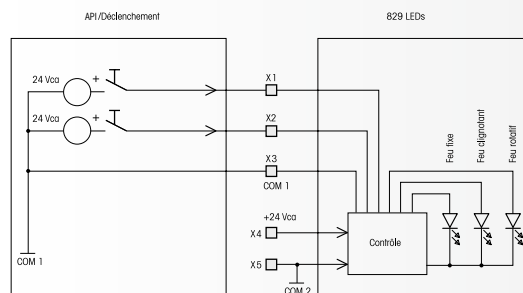 API/Déclenchement
829 LEDs
24 Vca
+
X1
24 Vca
+
X2
X3
COM 1
Feu fixe
Feu clignotant
Feu rotatif
+24 Vca
X4
Contrôle
X5
COM 1
COM 2